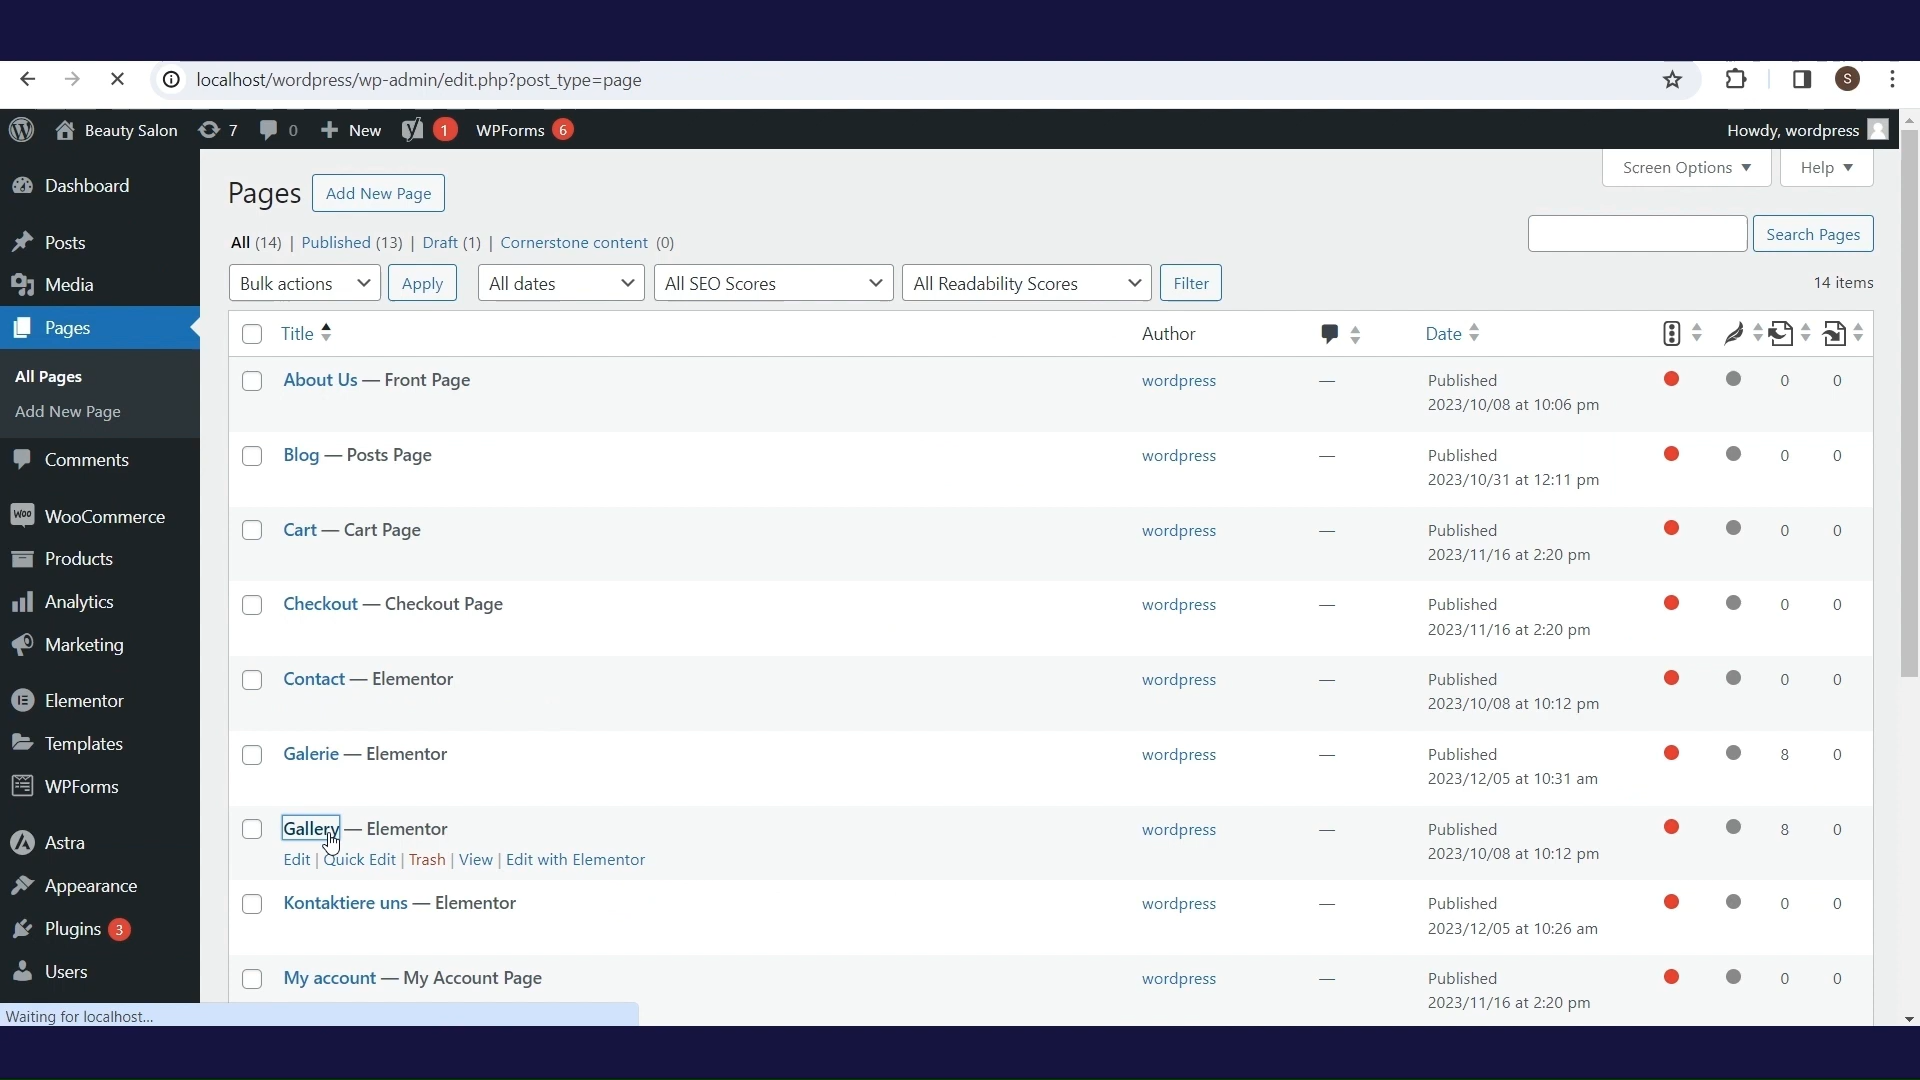 localhost/wordpress/wp-admin/edit.php?post_type=page
S
Beauty Salon 7 0 New 1 WPForms 6 Howdy, wordpress
Screen Options Help
Dashboard
Posts
Media
Pages
All Pages
Add New Page
Comments
WooCommerce
Products
Analytics
Marketing
Elementor
Templates
WPForms
Astra
Appearance
Plugins 3
Users
Pages Add New Page
All (14) | Published (13) | Draft (1) | Cornerstone content (0)
Search Pages
Bulk actions Apply All dates All SEO Scores All Readability Scores Filter 14 items
Title Author Date
About Us — Front Page wordpress — Published 0 0
2023/10/08 at 10:06 pm
Blog — Posts Page wordpress — Published 0 0
2023/10/31 at 12:11 pm
Cart — Cart Page wordpress — Published 0 0
2023/11/16 at 2:20 pm
Checkout — Checkout Page wordpress — Published 0 0
2023/11/16 at 2:20 pm
Contact — Elementor wordpress — Published 0 0
2023/10/08 at 10:12 pm
Galerie — Elementor wordpress — Published 8 0
2023/12/05 at 10:31 am
Gallery — Elementor wordpress — Published 8 0
2023/10/08 at 10:12 pm
Edit | Quick Edit | Trash | View | Edit with Elementor
Kontaktiere uns — Elementor wordpress — Published 0 0
2023/12/05 at 10:26 am
My account — My Account Page wordpress — Published 0 0
2023/11/16 at 2:20 pm
Waiting for localhost...